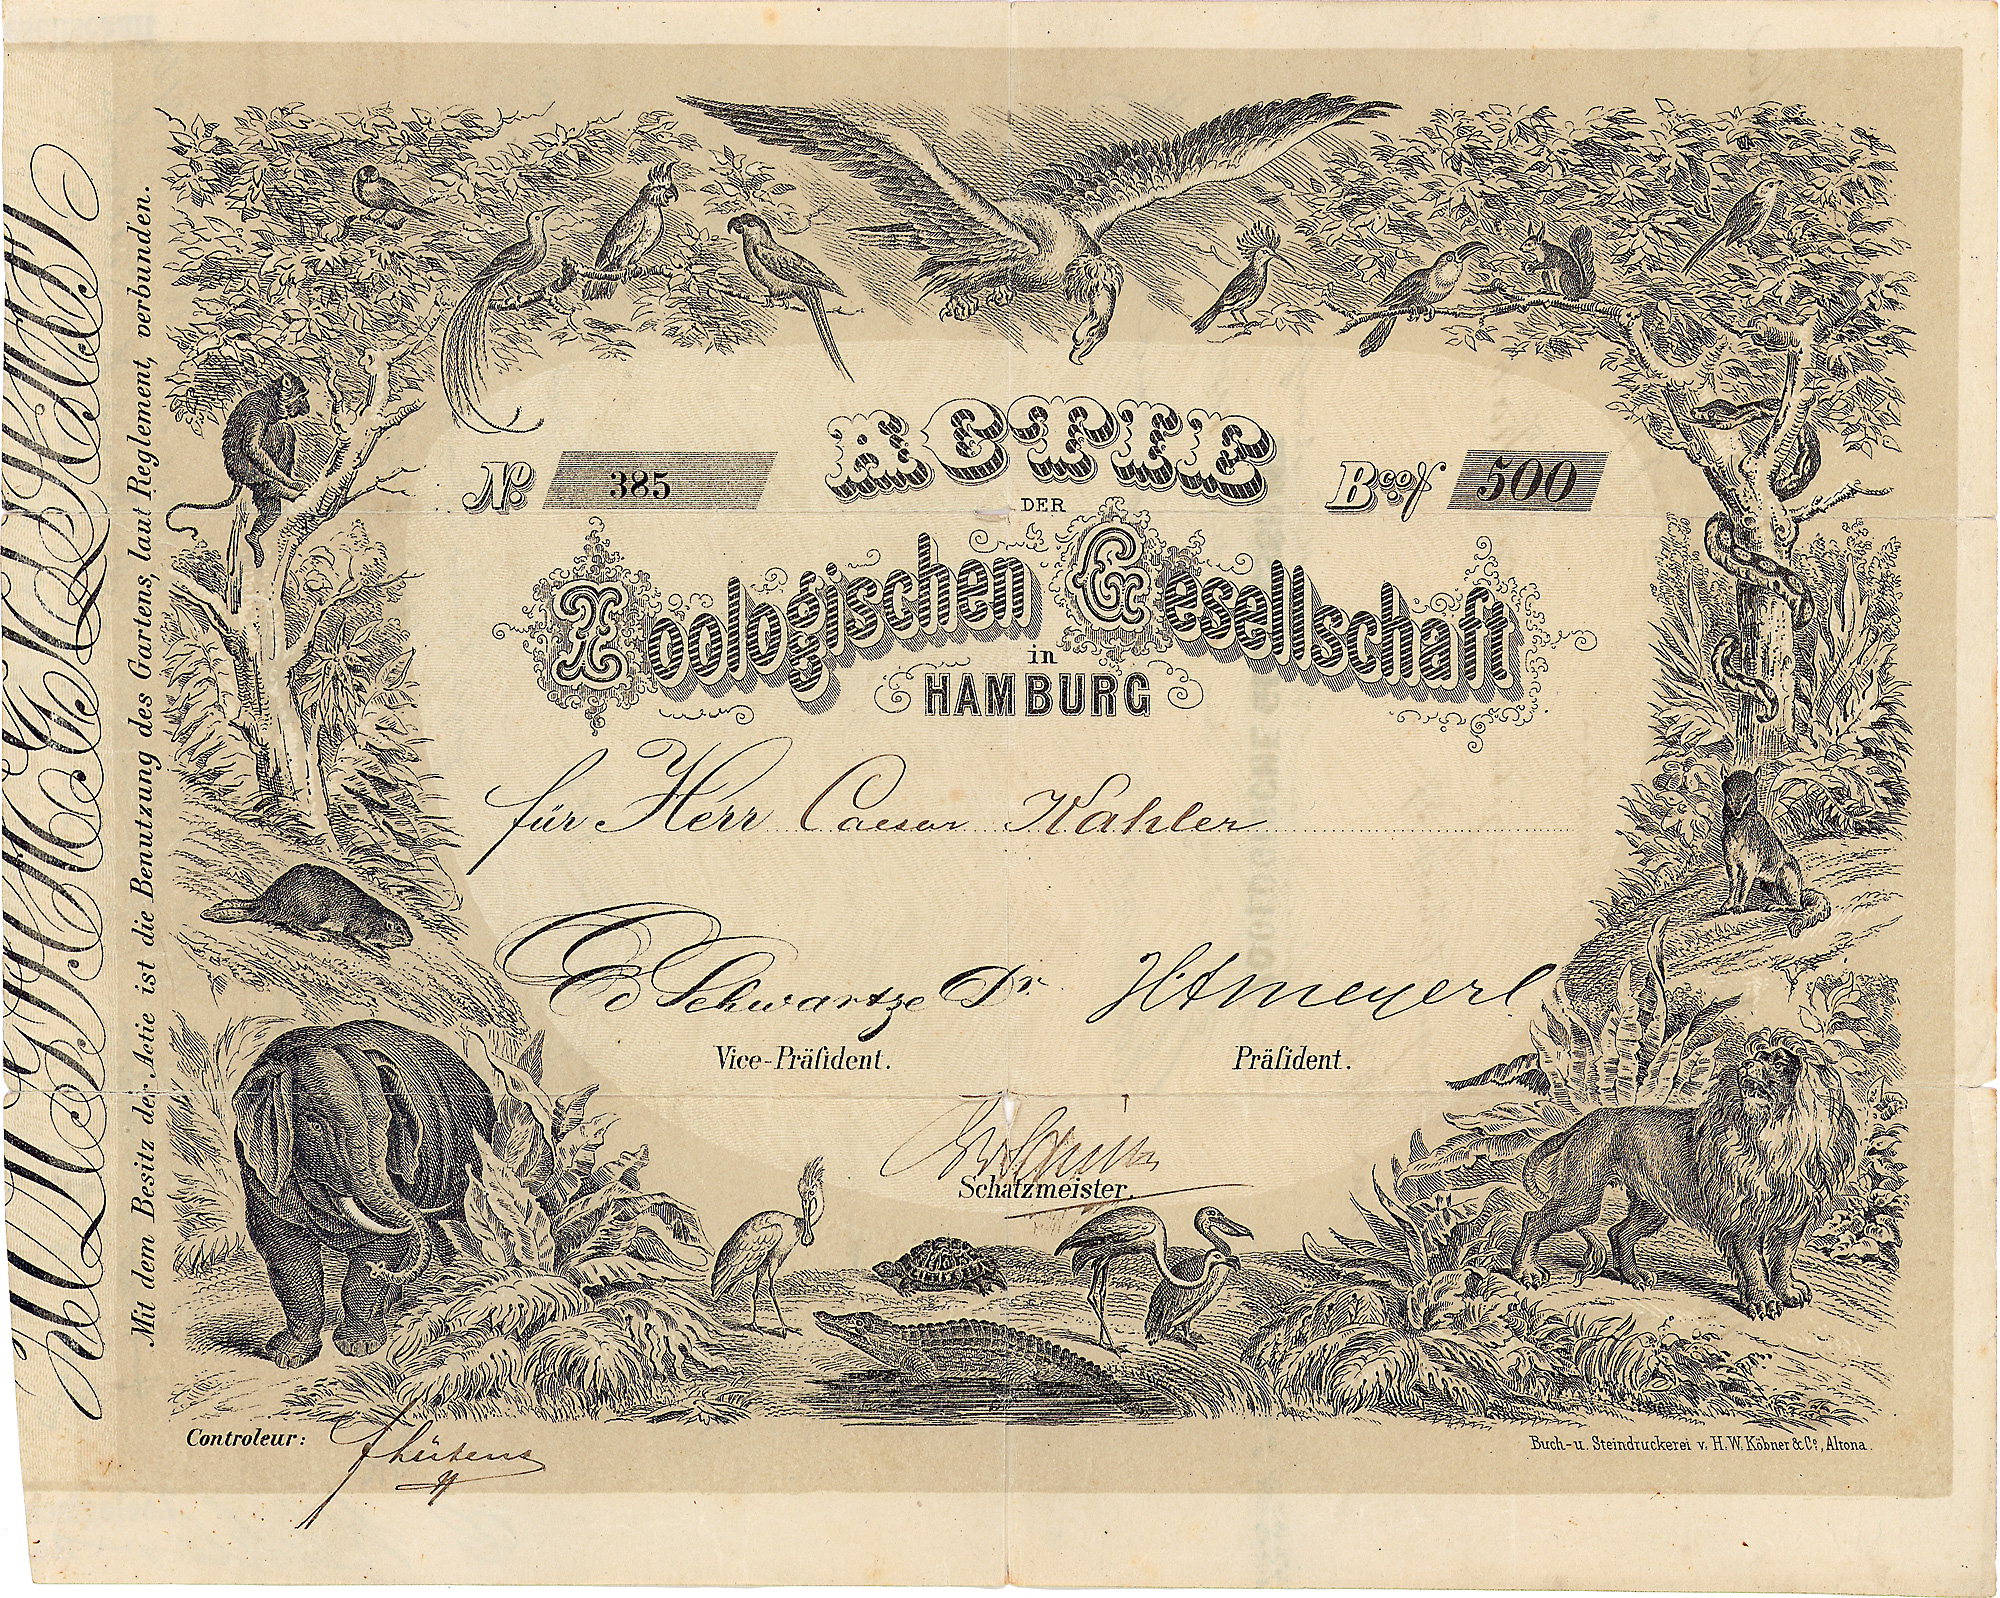 Mit dem Besitz der Actie ist die Benutzung des Gartens, laut Reglement, verbunden.
ACTIE
No. 385
Bco ₰ 500
DER
Zoologischen Gesellschaft
in
HAMBURG
für Herr Caesar Kahler
Ed Schwartze Dr
HAmeyer
Vice-Präſident.
Präſident.
Schatzmeister.
Controleur:
Buch- u. Steindruckerei v. H. W. Köbner & Co, Altona.